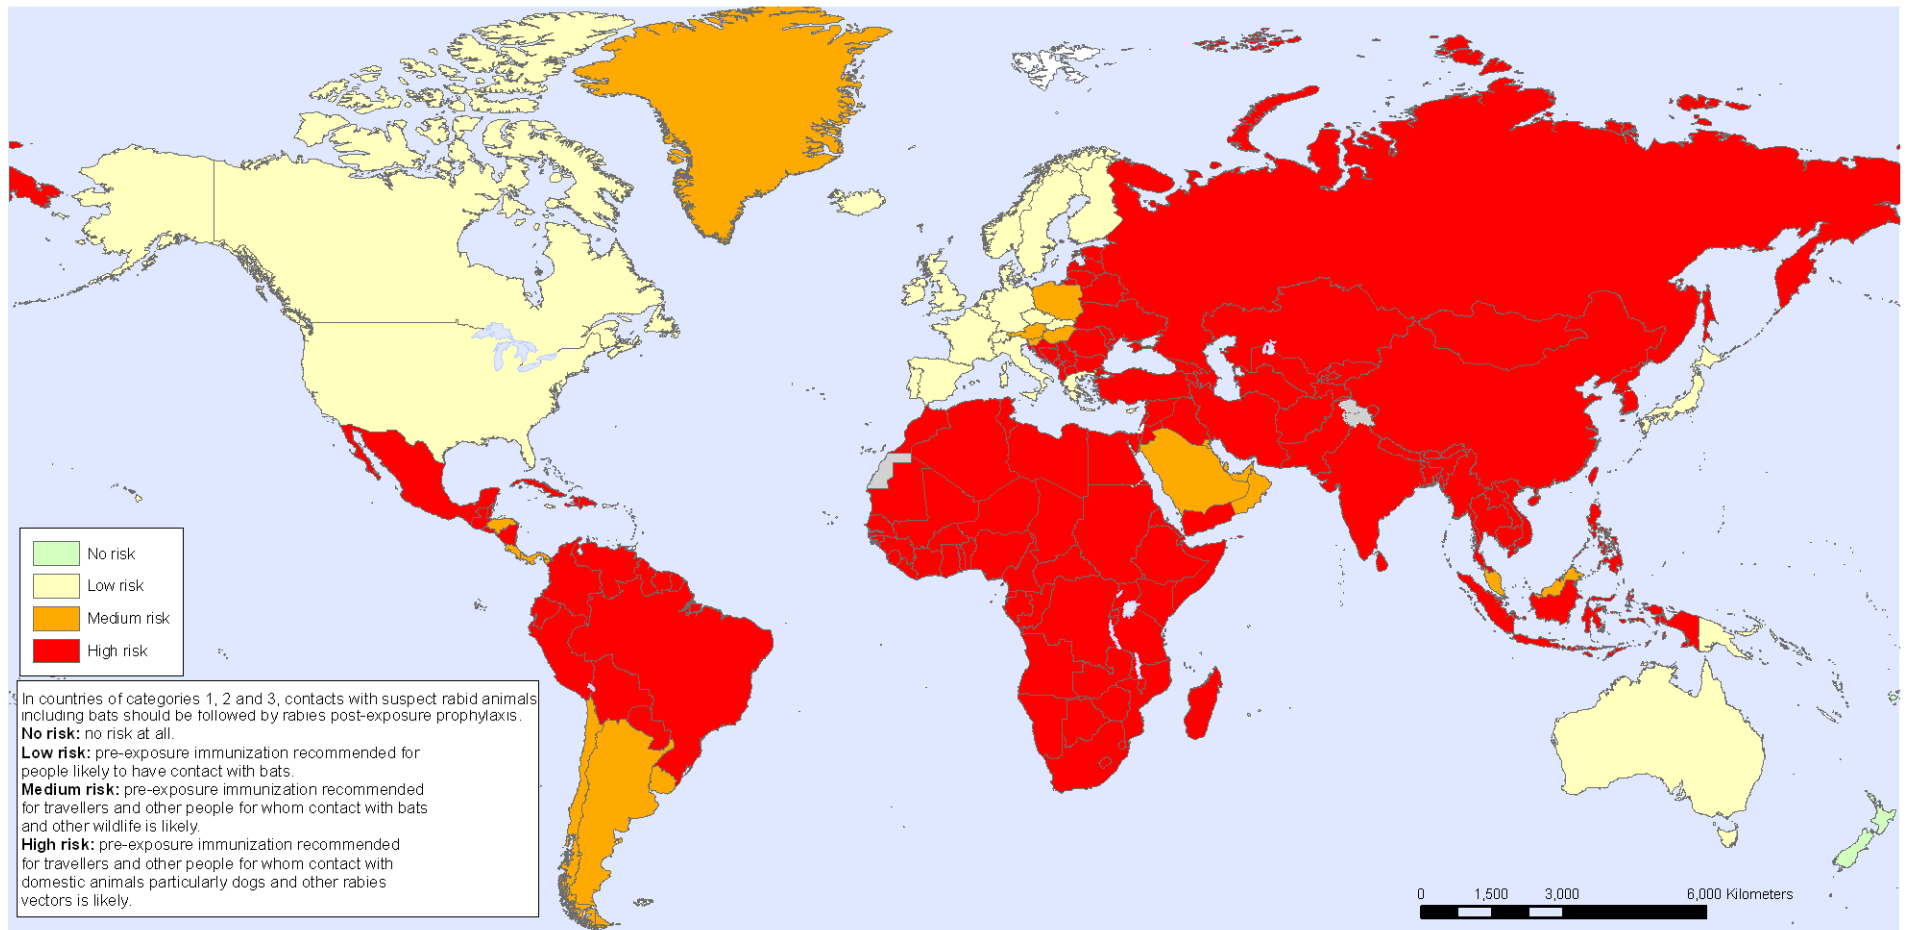 No risk
Low risk
Medium risk
High risk
In countries of categories 1, 2 and 3, contacts with suspect rabid animals
including bats should be followed by rabies post-exposure prophylaxis.
No risk: no risk at all.
Low risk: pre-exposure immunization recommended for
people likely to have contact with bats.
Medium risk: pre-exposure immunization recommended
for travellers and other people for whom contact with bats
and other wildlife is likely.
High risk: pre-exposure immunization recommended
for travellers and other people for whom contact with
domestic animals particularly dogs and other rabies
vectors is likely.
0 1,500 3,000 6,000 Kilometers